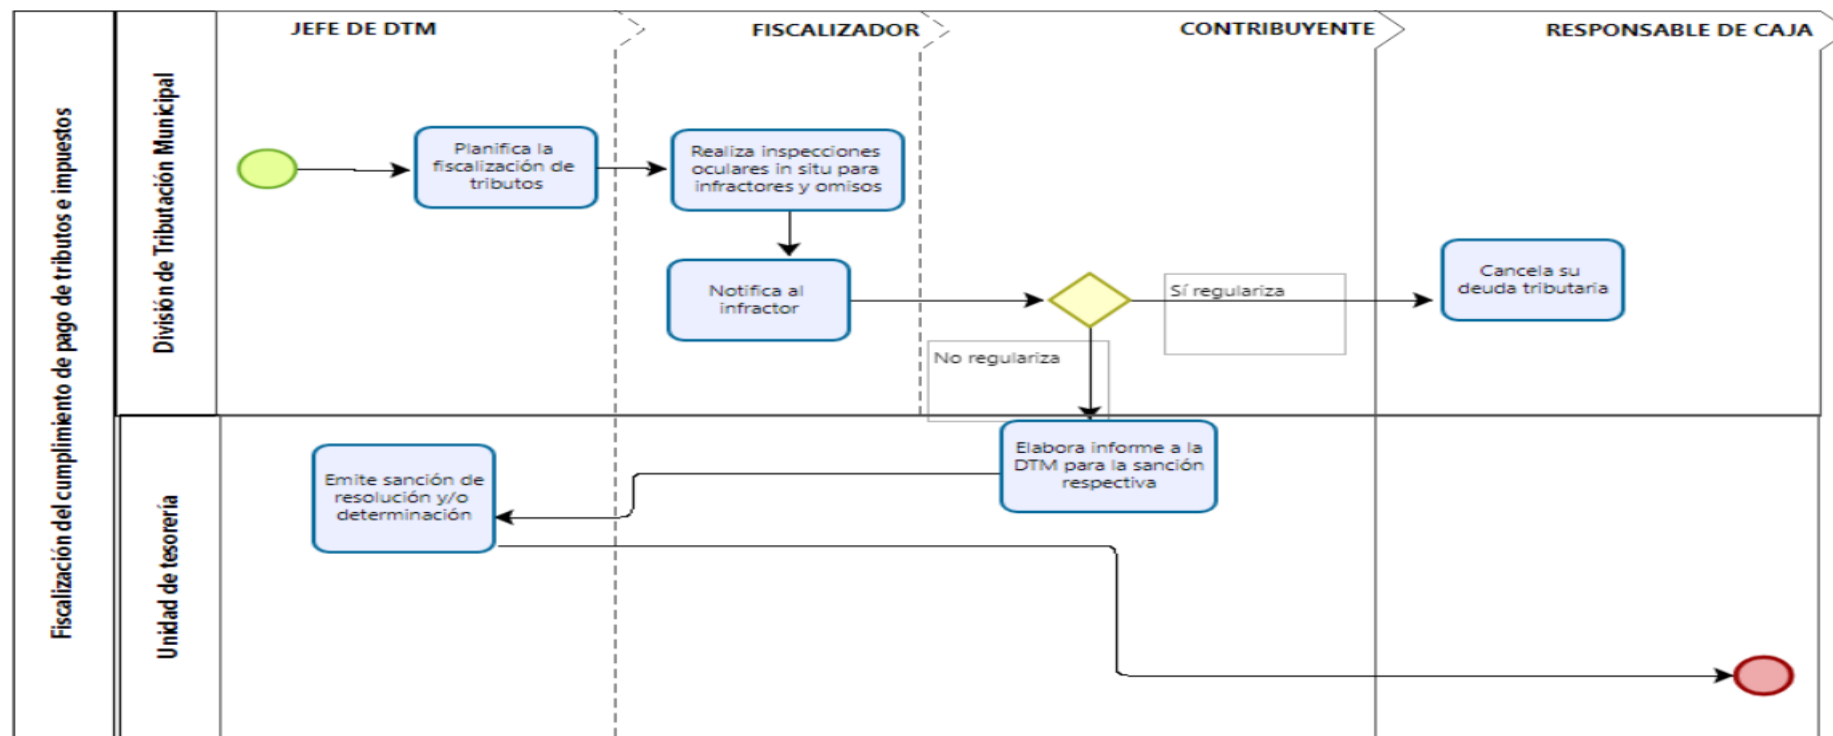 JEFE DE DTM
FISCALIZADOR
CONTRIBUYENTE
RESPONSABLE DE CAJA
Fiscalización del cumplimiento de pago de tributos e impuestos
División de Tributación Municipal
Planifica la
fiscalización de
tributos
Realiza inspecciones
oculares in situ para
infractores y omisos
Notifica al
infractor
Sí regulariza
Cancela su
deuda tributaria
No regulariza
Unidad de tesorería
Elabora informe a la
DTM para la sanción
respectiva
Emite sanción de
resolución y/o
determinación